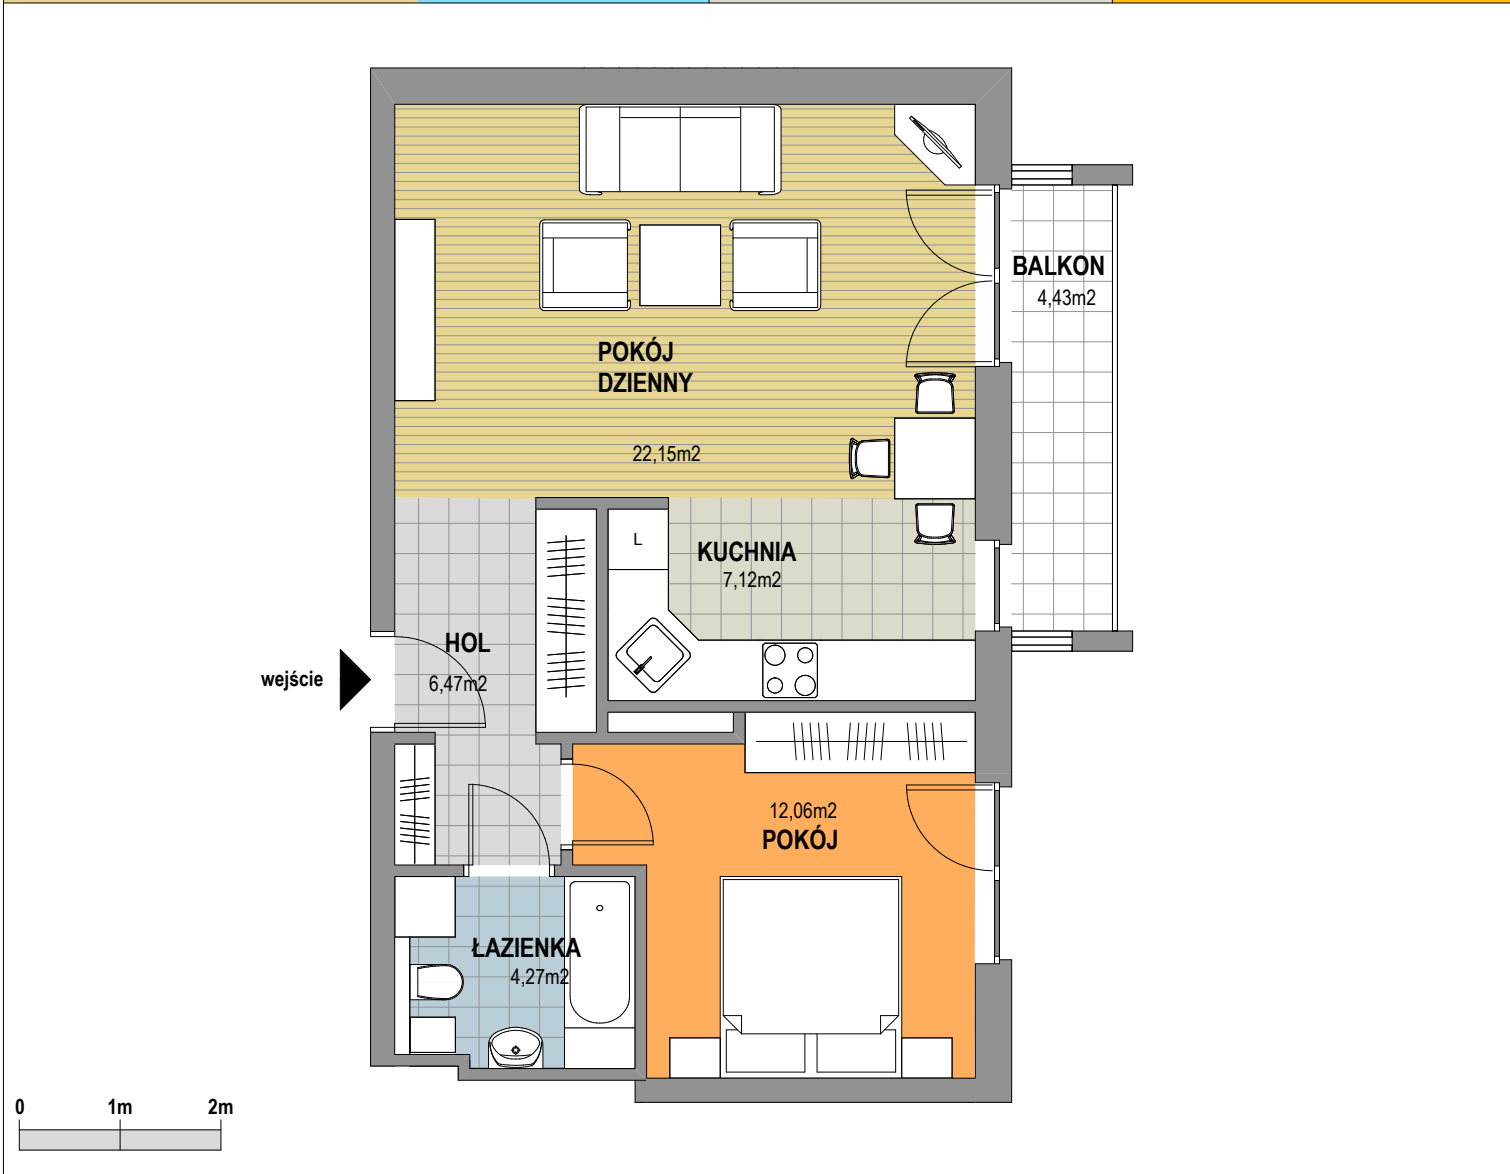 BALKON
4,43m2
POKÓJ
DZIENNY
22,15m2
L
KUCHNIA
7,12m2
HOL
6,47m2
wejście
12,06m2
POKÓJ
ŁAZIENKA
4,27m2
0 1m 2m